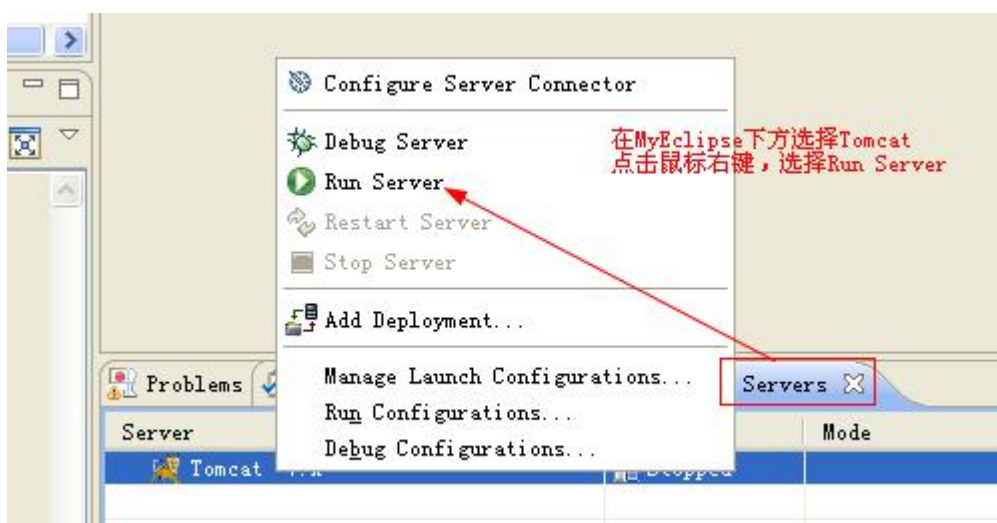 Configure Server Connector
Debug Server
Run Server
Restart Server
Stop Server
Add Deployment...
Manage Launch Configurations...
Run Configurations...
Debug Configurations...
在MyEclipse下方选择Tomcat
点击鼠标右键，选择Run Server
Problems
Servers
Server
Mode
Tomcat
Stopped